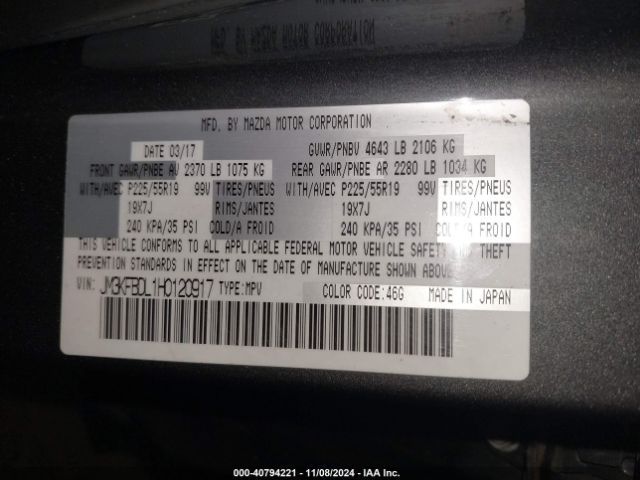 MFD. BY MAZDA MOTOR CORPORATION
DATE 03/17 GVWR/PNBV 4643 LB 2106 KG
FRONT GAWR/PNBE AV 2370 LB 1075 KG REAR GAWR/PNBE AR 2280 LB 1034 KG
WITH/AVEC P225/55R19 99V TIRES/PNEUS WITH/AVEC P225/55R19 99V TIRES/PNEUS
19X7J RIMS/JANTES 19X7J RIMS/JANTES
240 KPA/35 PSI COLD/A FROID 240 KPA/35 PSI COLD/A FROID
THIS VEHICLE CONFORMS TO ALL APPLICABLE FEDERAL MOTOR VEHICLE SAFETY AND THEFT
PREVENTION STANDARDS IN EFFECT ON THE DATE OF MANUFACTURE SHOWN ABOVE.
VIN: JM3KFBDL1H0120917 TYPE:MPV COLOR CODE:46G MADE IN JAPAN
000-40794221 - 11/08/2024 - IAA Inc.